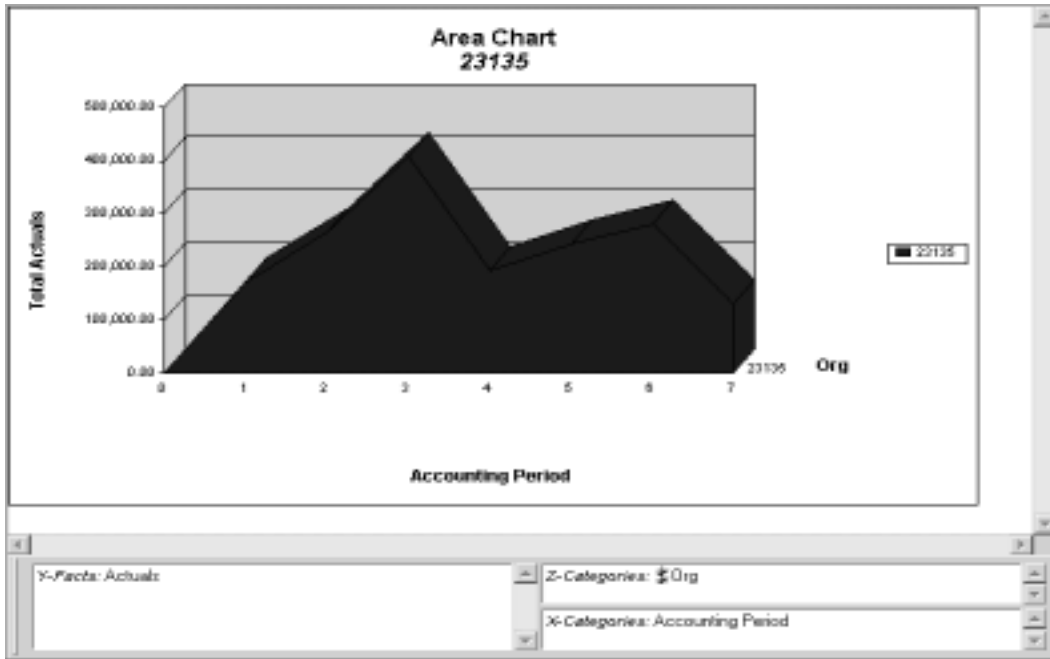 Area Chart
23135
500,000.00
400,000.00
300,000.00
200,000.00
100,000.00
0.00
Total Actuals
0 1 2 3 4 5 6 7
23135
Org
Accounting Period
23135
Y-Facts: Actuals
Z-Categories: Org
X-Categories: Accounting Period